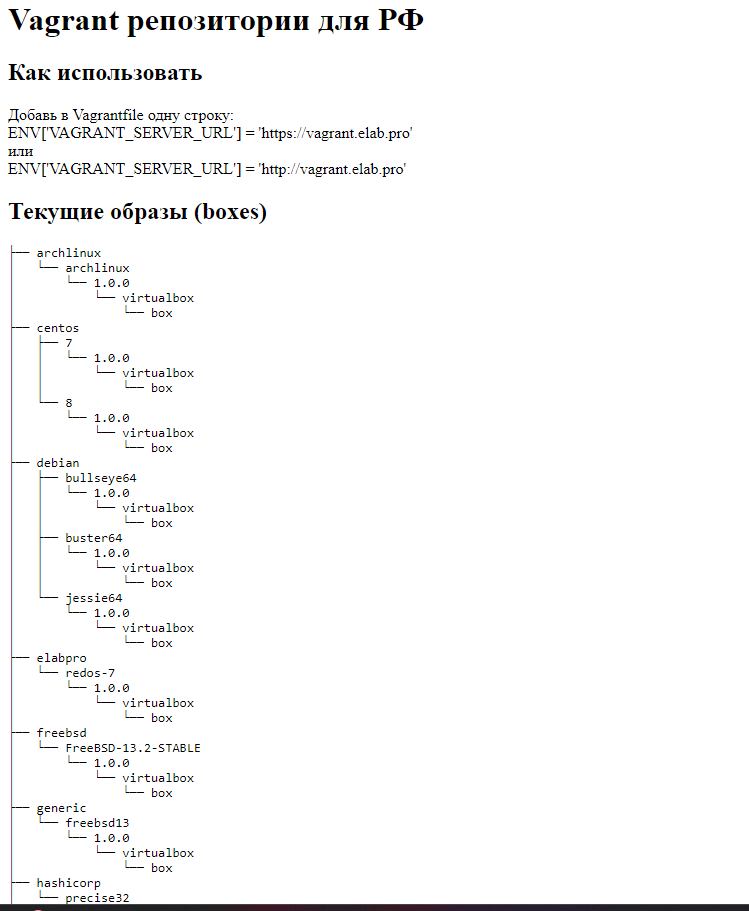 Vagrant репозитории для РФ
Как использовать
Добавь в Vagrantfile одну строку:
ENV['VAGRANT_SERVER_URL'] = 'https://vagrant.elab.pro'
или
ENV['VAGRANT_SERVER_URL'] = 'http://vagrant.elab.pro'
Текущие образы (boxes)
├── archlinux
│   └── archlinux
│       └── 1.0.0
│           └── virtualbox
│               └── box
├── centos
│   ├── 7
│   │   └── 1.0.0
│   │       └── virtualbox
│   │           └── box
│   └── 8
│       └── 1.0.0
│           └── virtualbox
│               └── box
├── debian
│   ├── bullseye64
│   │   └── 1.0.0
│   │       └── virtualbox
│   │           └── box
│   ├── buster64
│   │   └── 1.0.0
│   │       └── virtualbox
│   │           └── box
│   └── jessie64
│       └── 1.0.0
│           └── virtualbox
│               └── box
├── elabpro
│   └── redos-7
│       └── 1.0.0
│           └── virtualbox
│               └── box
├── freebsd
│   └── FreeBSD-13.2-STABLE
│       └── 1.0.0
│           └── virtualbox
│               └── box
├── generic
│   └── freebsd13
│       └── 1.0.0
│           └── virtualbox
│               └── box
├── hashicorp
│   └── precise32